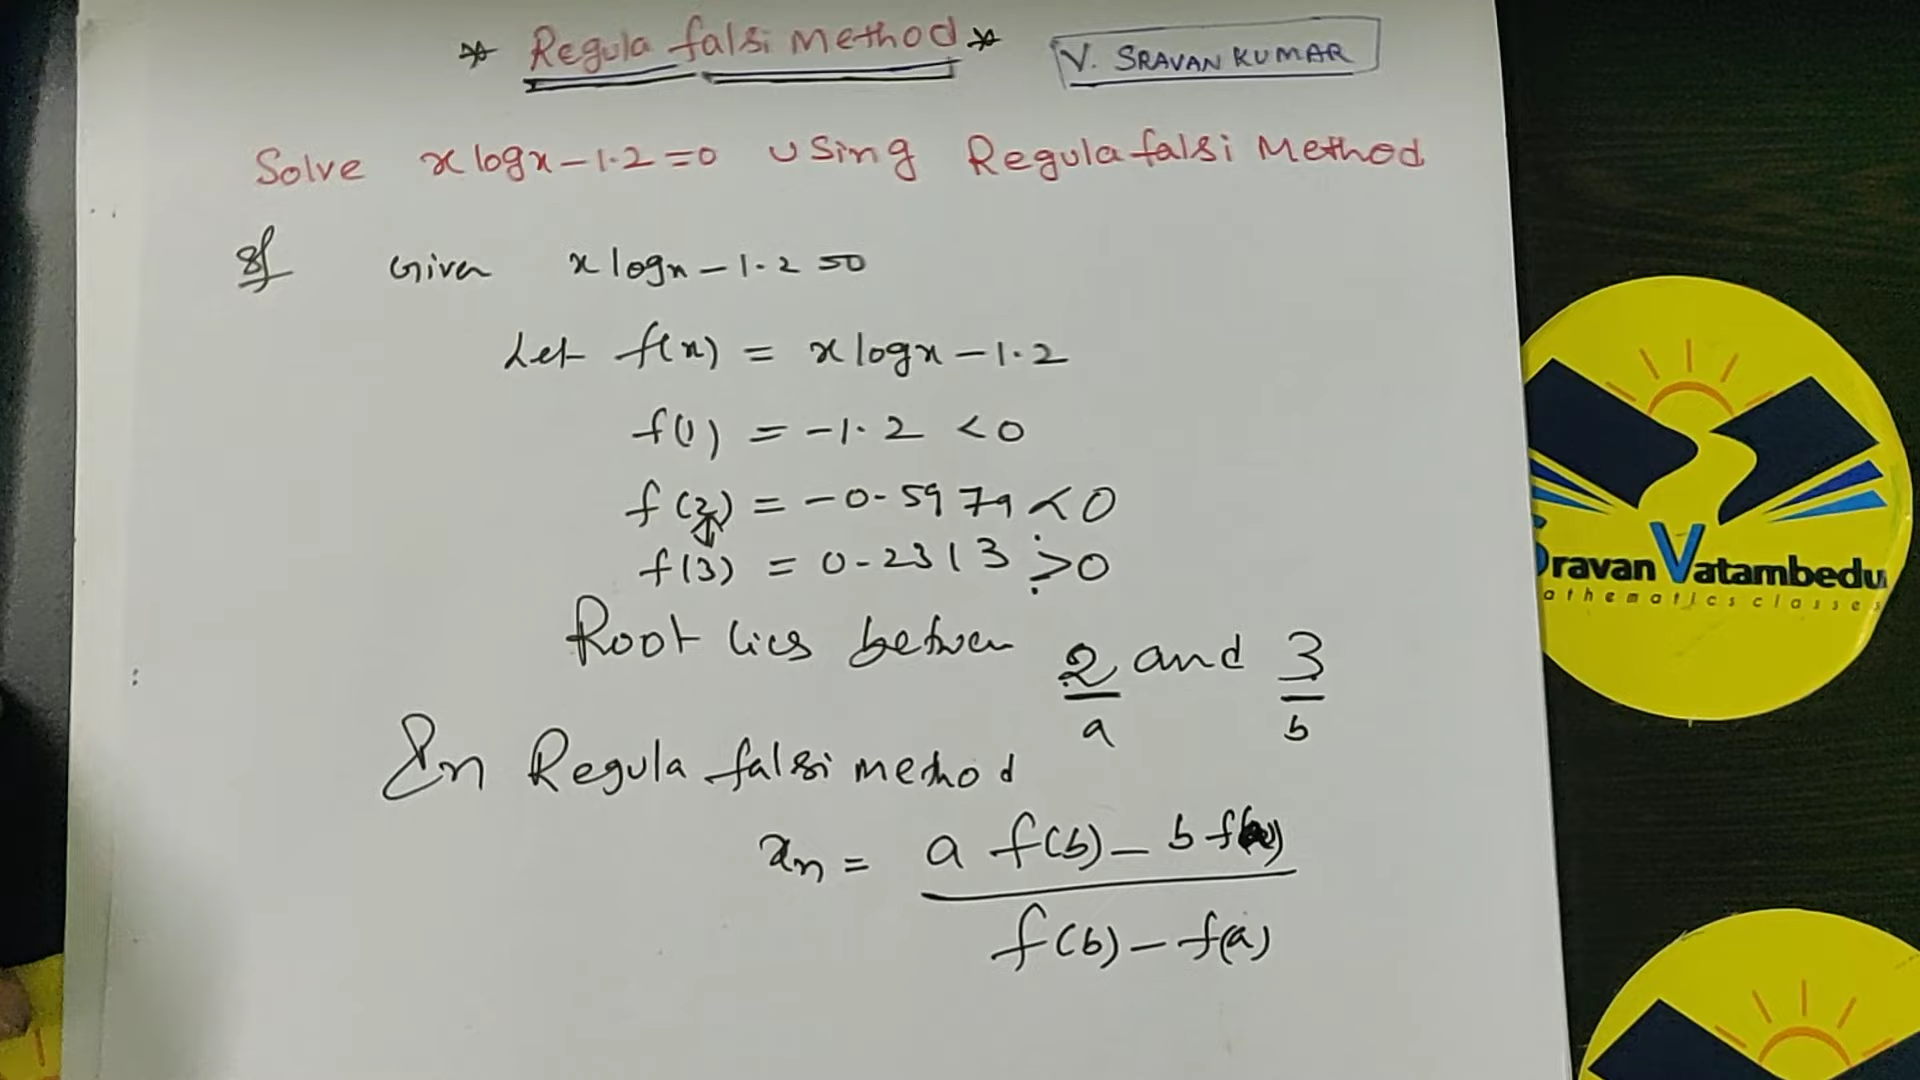 * Regula falsi Method *
V. SRAVAN KUMAR
Solve x log x - 1.2 = 0 using Regula falsi Method
Sol Given x log x - 1.2 = 0
Let f(x) = x log x - 1.2
f(1) = -1.2 < 0
f(2) = -0.5979 < 0
f(3) = 0.2313 > 0
Root lies between 2 and 3
a b
In Regula falsi method
xn = a f(b) - b f(a)
f(b) - f(a)
Sravan Vatambedu
athematics classes